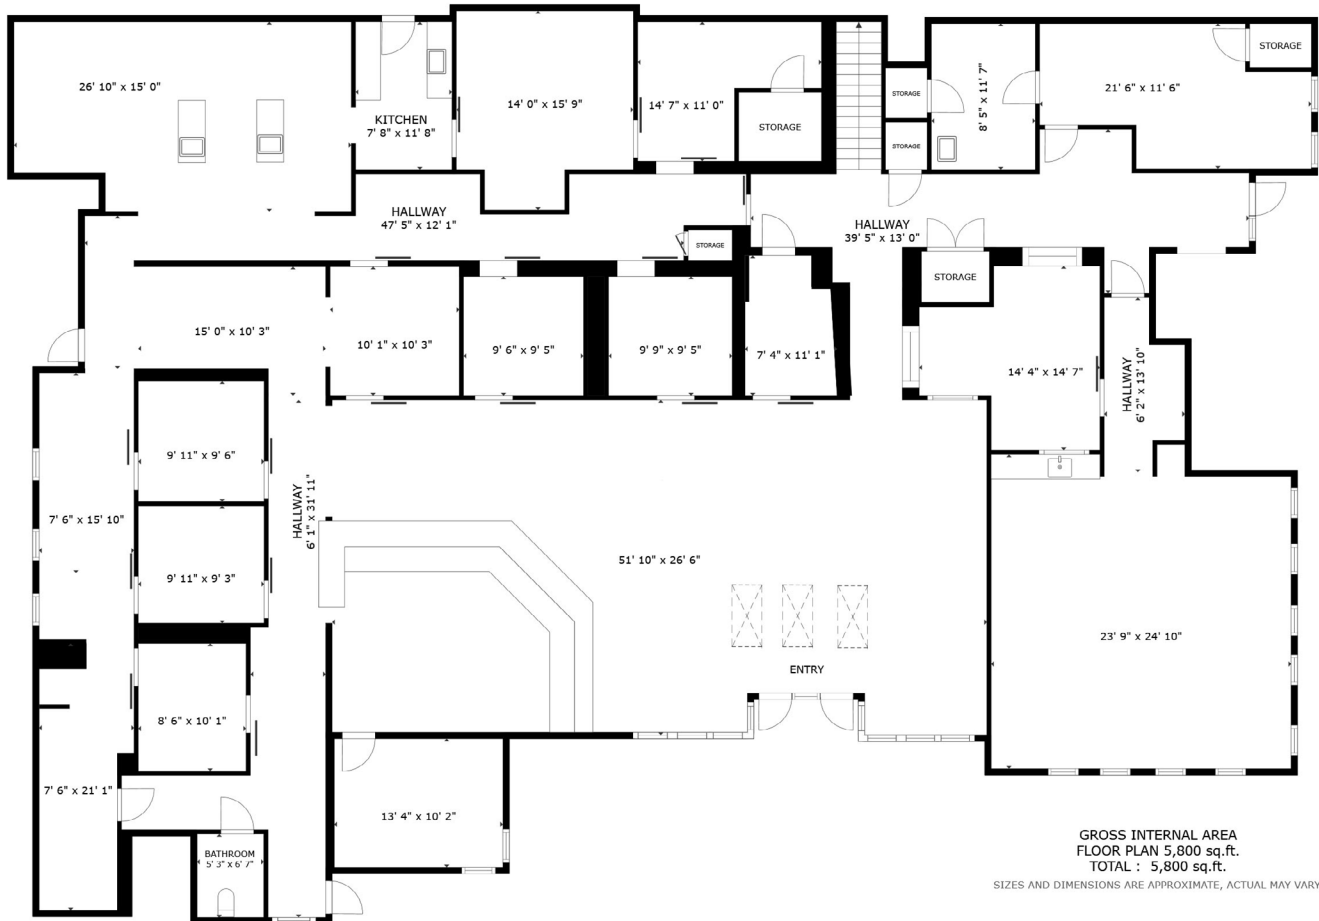 26' 10" x 15' 0"
KITCHEN
7' 8" x 11' 8"
14' 0" x 15' 9"
14' 7" x 11' 0"
STORAGE
STORAGE
STORAGE
8' 5" x 11' 7"
21' 6" x 11' 6"
STORAGE
HALLWAY
47' 5" x 12' 1"
STORAGE
HALLWAY
39' 5" x 13' 0"
STORAGE
15' 0" x 10' 3"
10' 1" x 10' 3"
9' 6" x 9' 5"
9' 9" x 9' 5"
7' 4" x 11' 1"
14' 4" x 14' 7"
HALLWAY
6' 2" x 13' 10"
9' 11" x 9' 6"
7' 6" x 15' 10"
9' 11" x 9' 3"
HALLWAY
6' 1" x 31' 11"
51' 10" x 26' 6"
ENTRY
23' 9" x 24' 10"
8' 6" x 10' 1"
7' 6" x 21' 1"
BATHROOM
5' 3" x 6' 7"
13' 4" x 10' 2"
GROSS INTERNAL AREA
FLOOR PLAN 5,800 sq.ft.
TOTAL : 5,800 sq.ft.
SIZES AND DIMENSIONS ARE APPROXIMATE, ACTUAL MAY VARY